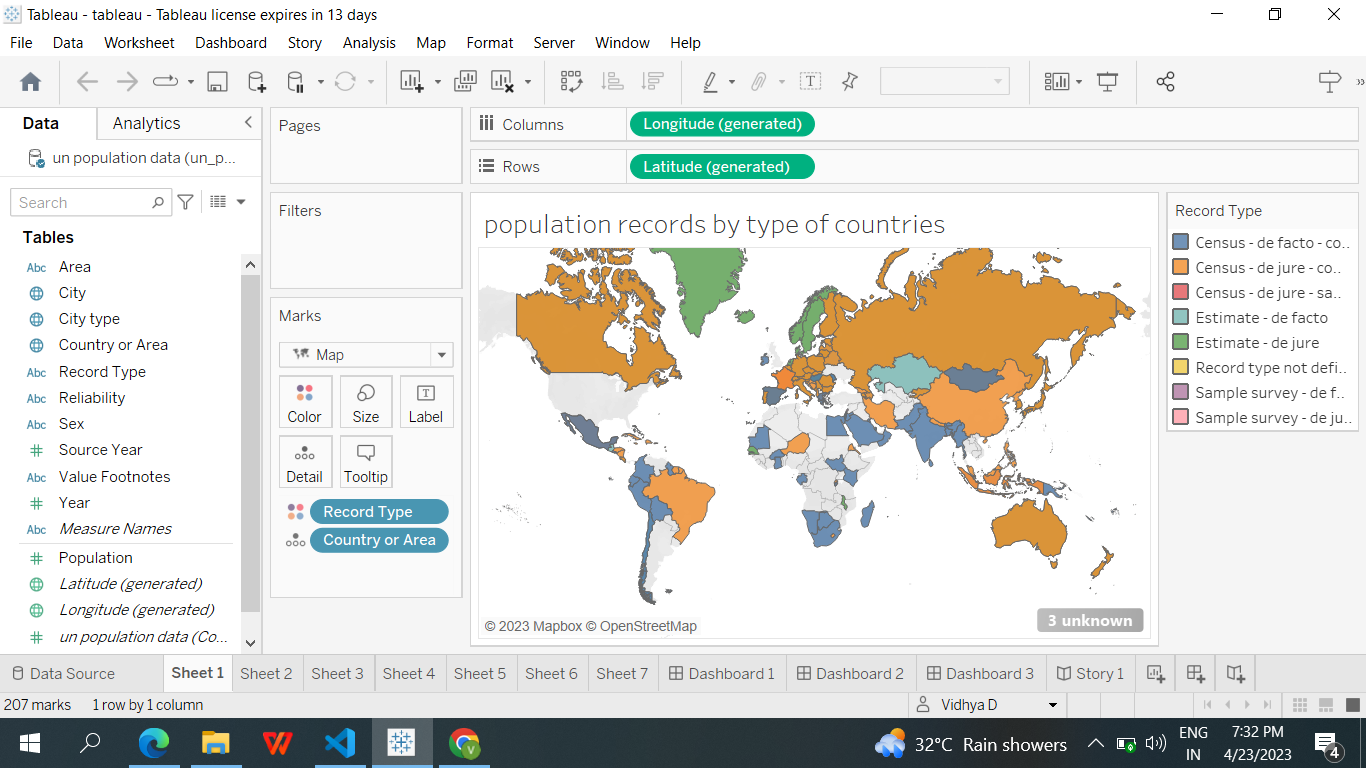 Tableau - tableau - Tableau license expires in 13 days
File Data Worksheet Dashboard Story Analysis Map Format Server Window Help
Data Analytics
un population data (un_p...
Search
Tables
Abc Area
City
City type
Country or Area
Abc Record Type
Abc Reliability
Abc Sex
# Source Year
Abc Value Footnotes
# Year
Abc Measure Names
# Population
Latitude (generated)
Longitude (generated)
# un population data (Co...
Pages
Filters
Marks
Map
Color Size Label
Detail Tooltip
Record Type
Country or Area
Columns Longitude (generated)
Rows Latitude (generated)
population records by type of countries
© 2023 Mapbox © OpenStreetMap
3 unknown
Record Type
Census - de facto - co..
Census - de jure - co..
Census - de jure - sa..
Estimate - de facto
Estimate - de jure
Record type not defi..
Sample survey - de f..
Sample survey - de ju..
Data Source Sheet 1 Sheet 2 Sheet 3 Sheet 4 Sheet 5 Sheet 6 Sheet 7 Dashboard 1 Dashboard 2 Dashboard 3 Story 1
207 marks 1 row by 1 column Vidhya D
32°C Rain showers
ENG
IN
7:32 PM
4/23/2023
4